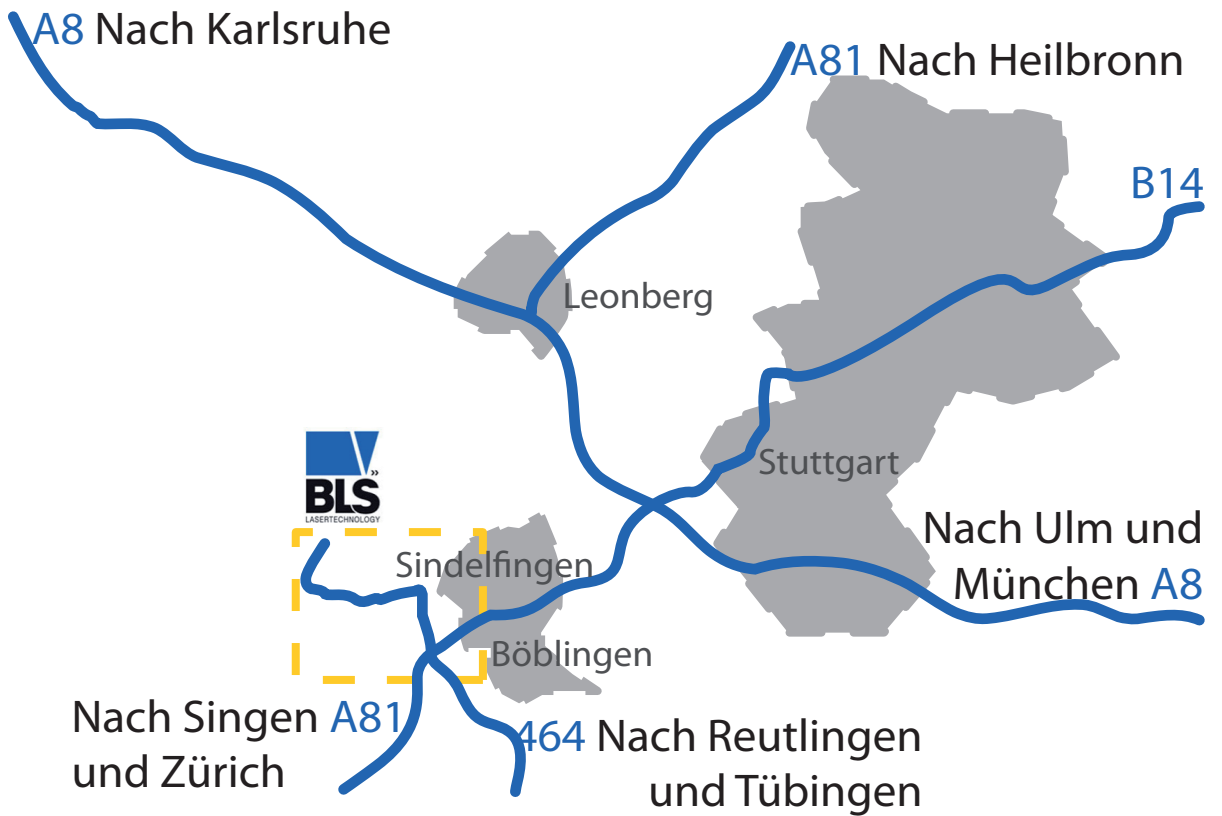 A8 Nach Karlsruhe
A81 Nach Heilbronn
B14
Leonberg
Stuttgart
»
BLS
LASERTECHNOLOGY
Nach Ulm und
München A8
Sindelfingen
Böblingen
Nach Singen A81
und Zürich
464 Nach Reutlingen
und Tübingen